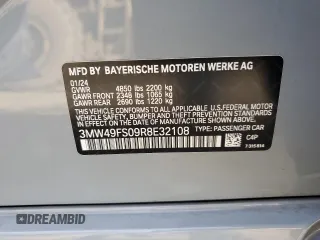 MFD BY BAYERISCHE MOTOREN WERKE AG
01/24
GVWR 4850 lbs 2200 kg
GAWR FRONT 2348 lbs 1065 kg
GAWR REAR 2690 lbs 1220 kg
THIS VEHICLE CONFORMS TO ALL APPLICABLE U.S. FEDERAL MOTOR VEHICLE SAFETY, BUMPER AND THEFT PREVENTION STANDARDS IN EFFECT ON THE DATE OF MANUFACTURE SHOWN ABOVE.
3MW49FS09R8E32108 TYPE: PASSENGER CAR
C4P
DREAMBID
DREAMBID